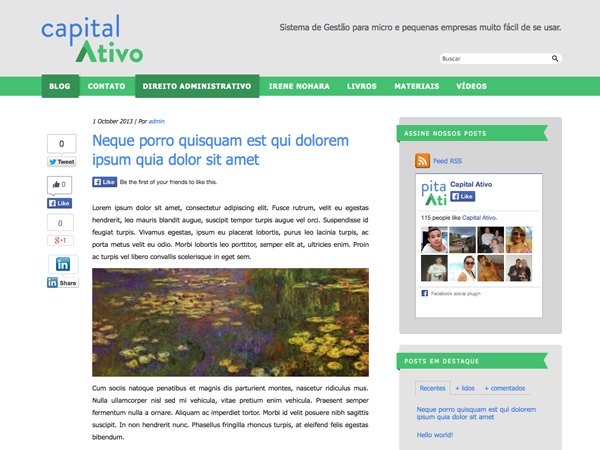 capital
Ativo
Sistema de Gestão para micro e pequenas empresas muito fácil de se usar.
Buscar
BLOG CONTATO DIREITO ADMINISTRATIVO IRENE NOHARA LIVROS MATERIAIS VÍDEOS
1 October 2013 | Por admin
Neque porro quisquam est qui dolorem
ipsum quia dolor sit amet
Like Be the first of your friends to like this.
0
Tweet
0
Like
0
+1
in
in Share
Lorem ipsum dolor sit amet, consectetur adipiscing elit. Fusce rutrum, velit eu egestas
hendrerit, leo mauris blandit augue, suscipit tempor turpis augue vel orci. Suspendisse id
feugiat turpis. Vivamus egestas, ipsum eu placerat lobortis, purus leo lacinia turpis, ac
porta metus velit eu odio. Morbi lobortis leo porttitor, semper elit at, ultricies enim. Proin
ac turpis vel libero convallis scelerisque in eget sem.
Cum sociis natoque penatibus et magnis dis parturient montes, nascetur ridiculus mus.
Nulla ullamcorper nisl sed mi vehicula, vitae pretium enim vehicula. Praesent semper
fermentum nulla a ornare. Aliquam ac imperdiet tortor. Morbi id velit posuere nibh sagittis
suscipit. In non hendrerit nunc. Phasellus fringilla rhoncus turpis, at eleifend felis egestas
bibendum.
ASSINE NOSSOS POSTS
Feed RSS
pita
Ati
Capital Ativo
Like
115 people like Capital Ativo.
Facebook social plugin
POSTS EM DESTAQUE
Recentes + lidos + comentados
Neque porro quisquam est qui dolorem
ipsum quia dolor sit amet
Hello world!